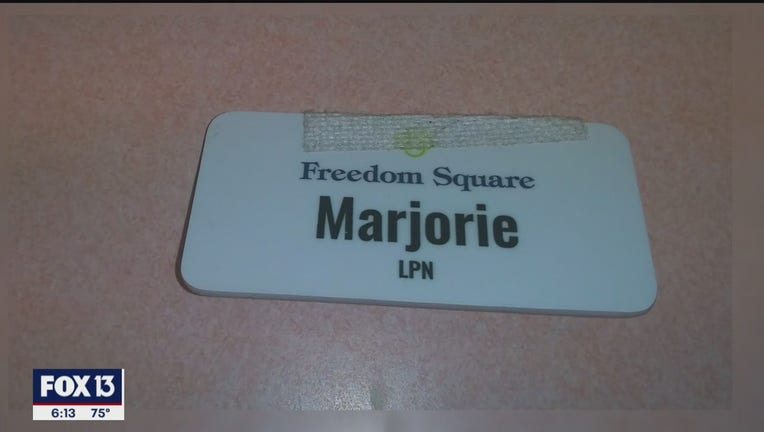 Freedom Square
Marjorie
LPN
FOX 13
6:13 75°